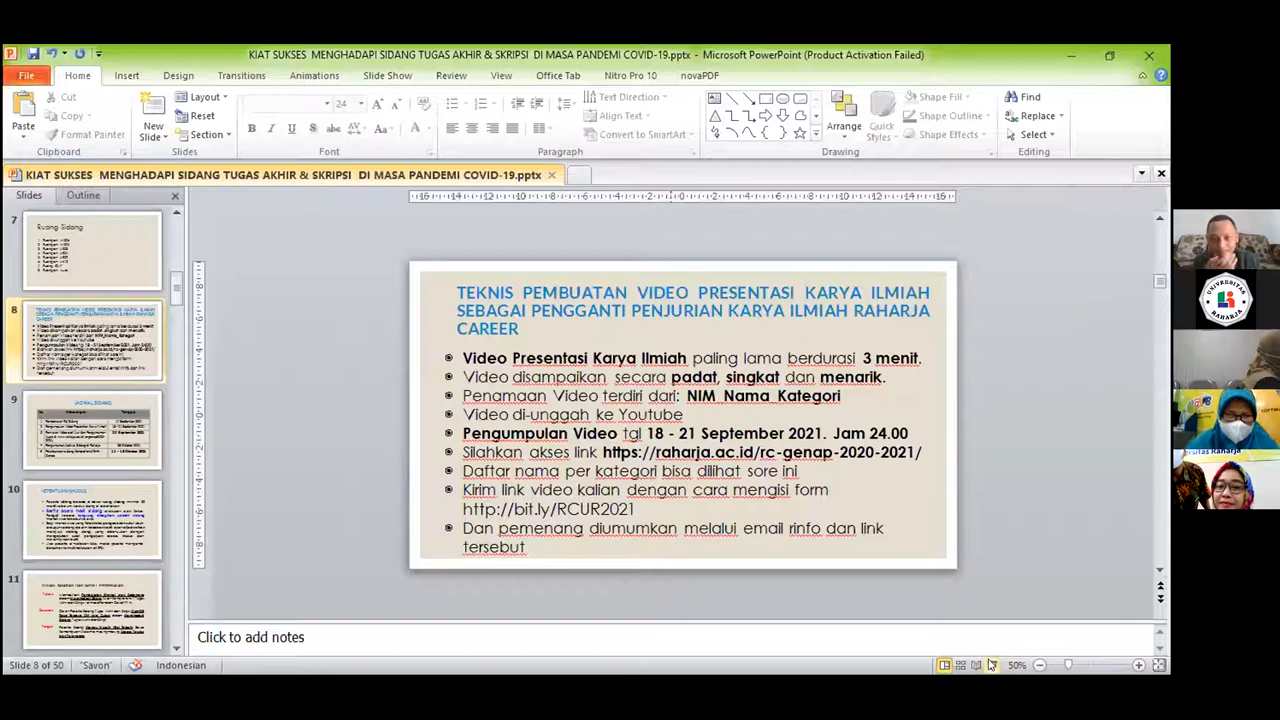 KIAT SUKSES MENGHADAPI SIDANG TUGAS AKHIR & SKRIPSI DI MASA PANDEMI COVID-19.pptx - Microsoft PowerPoint (Product Activation Failed)
File Home Insert Design Transitions Animations Slide Show Review View Office Tab Nitro Pro 10 novaPDF
Cut Layout 24 Text Direction Shape Fill Find
Copy Reset Align Text Shape Outline Replace
Paste Format Painter New Slide Section Convert to SmartArt Arrange Quick Styles Shape Effects Select
Clipboard Slides Font Paragraph Drawing Editing
KIAT SUKSES MENGHADAPI SIDANG TUGAS AKHIR & SKRIPSI DI MASA PANDEMI COVID-19.pptx
Slides Outline
7
Ruang Sidang
8
9
JADWAL SIDANG
10
11
TEKNIS PEMBUATAN VIDEO PRESENTASI KARYA ILMIAH
SEBAGAI PENGGANTI PENJURIAN KARYA ILMIAH RAHARJA
CAREER
Video Presentasi Karya Ilmiah paling lama berdurasi 3 menit.
Video disampaikan secara padat, singkat dan menarik.
Penamaan Video terdiri dari: NIM_Nama_Kategori
Video di-unggah ke Youtube
Pengumpulan Video tgl 18 - 21 September 2021. Jam 24.00
Silahkan akses link https://raharja.ac.id/rc-genap-2020-2021/
Daftar nama per kategori bisa dilihat sore ini
Kirim link video kalian dengan cara mengisi form
http://bit.ly/RCUR2021
Dan pemenang diumumkan melalui email rinfo dan link
tersebut
Click to add notes
Slide 8 of 50 "Savon" Indonesian 50%
UNIVERSITAS
RAHARJA